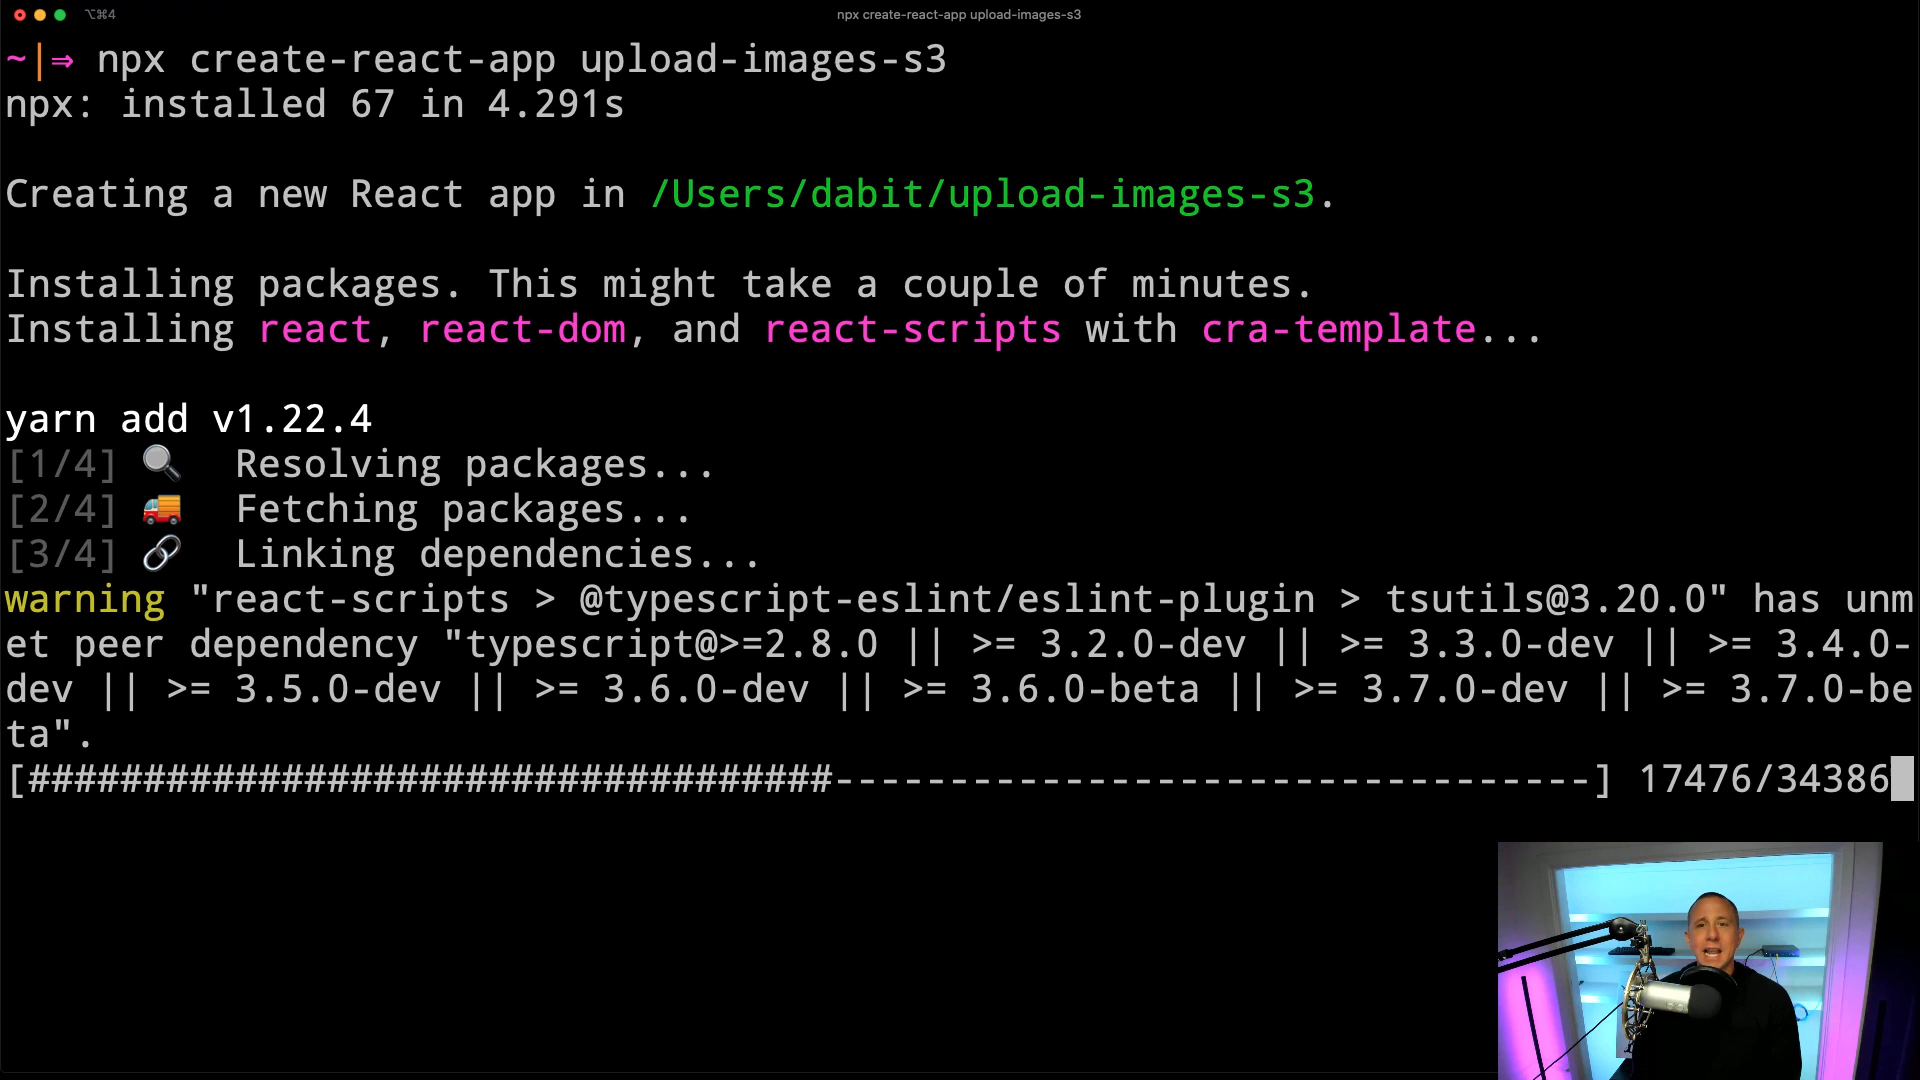 ⌥⌘4
npx create-react-app upload-images-s3
~|⇒ npx create-react-app upload-images-s3
npx: installed 67 in 4.291s
Creating a new React app in /Users/dabit/upload-images-s3.
Installing packages. This might take a couple of minutes.
Installing react, react-dom, and react-scripts with cra-template...
yarn add v1.22.4
[1/4] 🔍  Resolving packages...
[2/4] 🚚  Fetching packages...
[3/4] 🔗  Linking dependencies...
warning "react-scripts > @typescript-eslint/eslint-plugin > tsutils@3.20.0" has unm
et peer dependency "typescript@>=2.8.0 || >= 3.2.0-dev || >= 3.3.0-dev || >= 3.4.0-
dev || >= 3.5.0-dev || >= 3.6.0-dev || >= 3.6.0-beta || >= 3.7.0-dev || >= 3.7.0-be
ta".
[###################################---------------------------------] 17476/34386